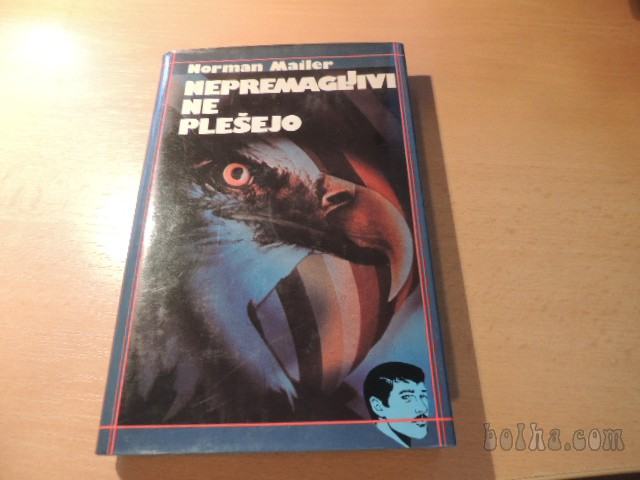 Norman Mailer
NEPREMAGLJIVI
NE
PLEŠEJO
bolha.com